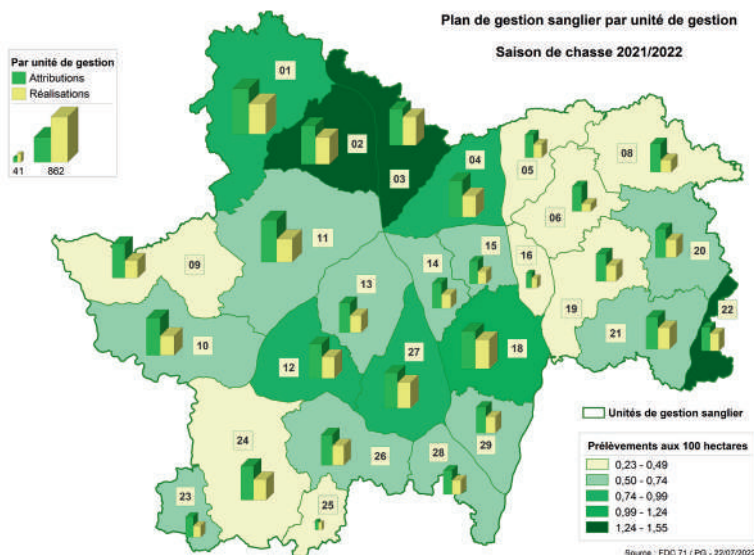 Plan de gestion sanglier par unité de gestion
Saison de chasse 2021/2022
Par unité de gestion
Attributions
Réalisations
41 862
01
02
03
04
05
08
06
09
11
14
15
16
20
13
19
22
10
12
27
18
21
24
26
28
29
23
25
Unités de gestion sanglier
Prélèvements aux 100 hectares
0,23 - 0,49
0,50 - 0,74
0,74 - 0,99
0,99 - 1,24
1,24 - 1,55
Source : FDC 71 / PG - 22/07/2022